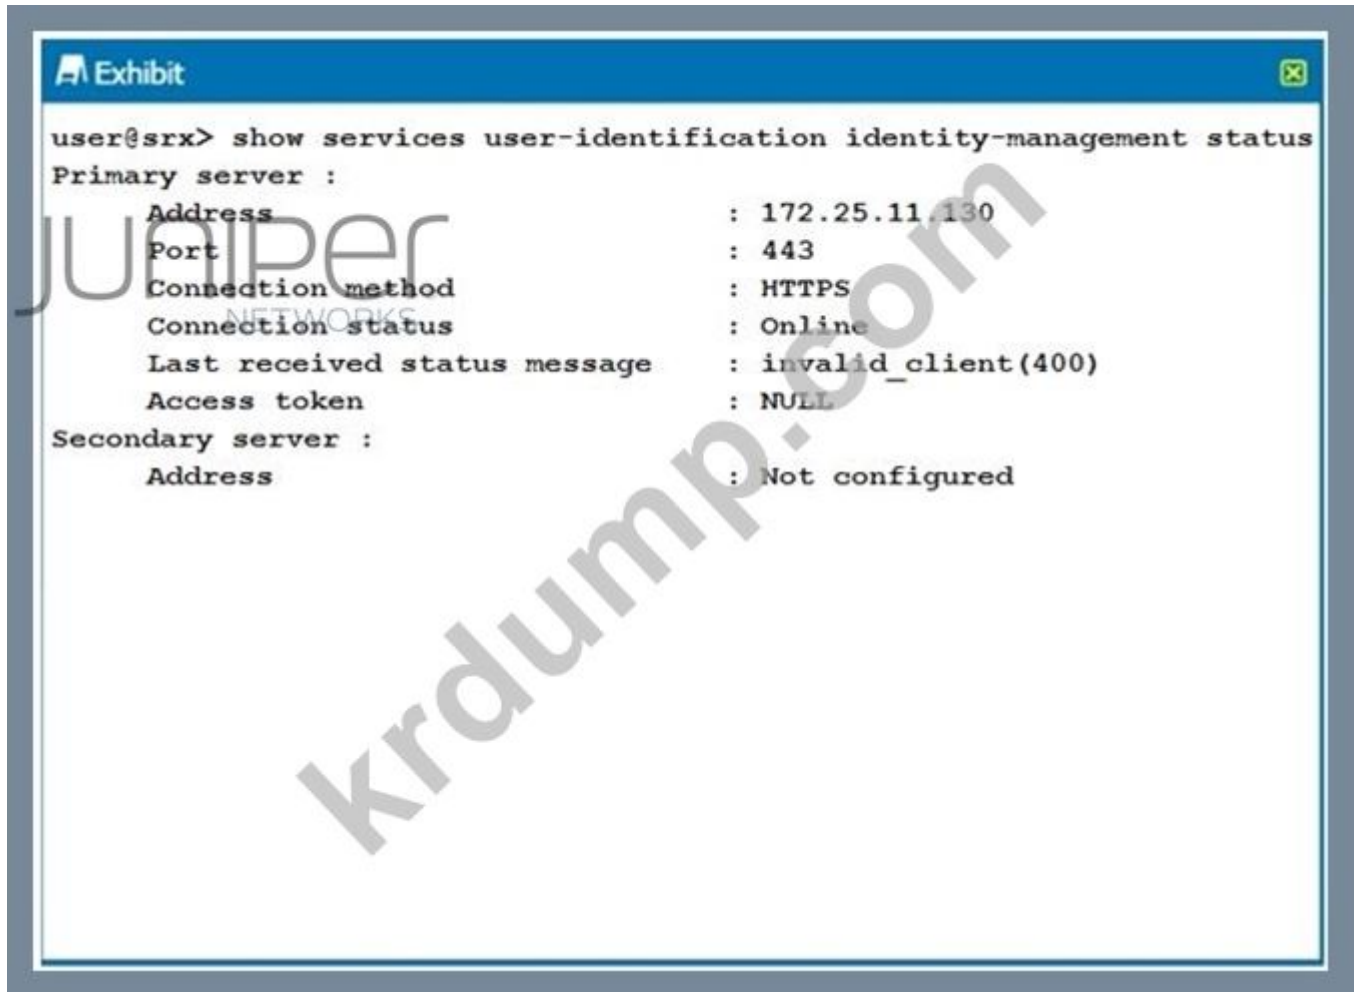 Exhibit
user@srx> show services user-identification identity-management status
Primary server :
Address : 172.25.11.130
Port : 443
Connection method : HTTPS
Connection status : Online
Last received status message : invalid_client(400)
Access token : NULL
Secondary server :
Address : Not configured
JUNIPER
NETWORKS
krdump.com